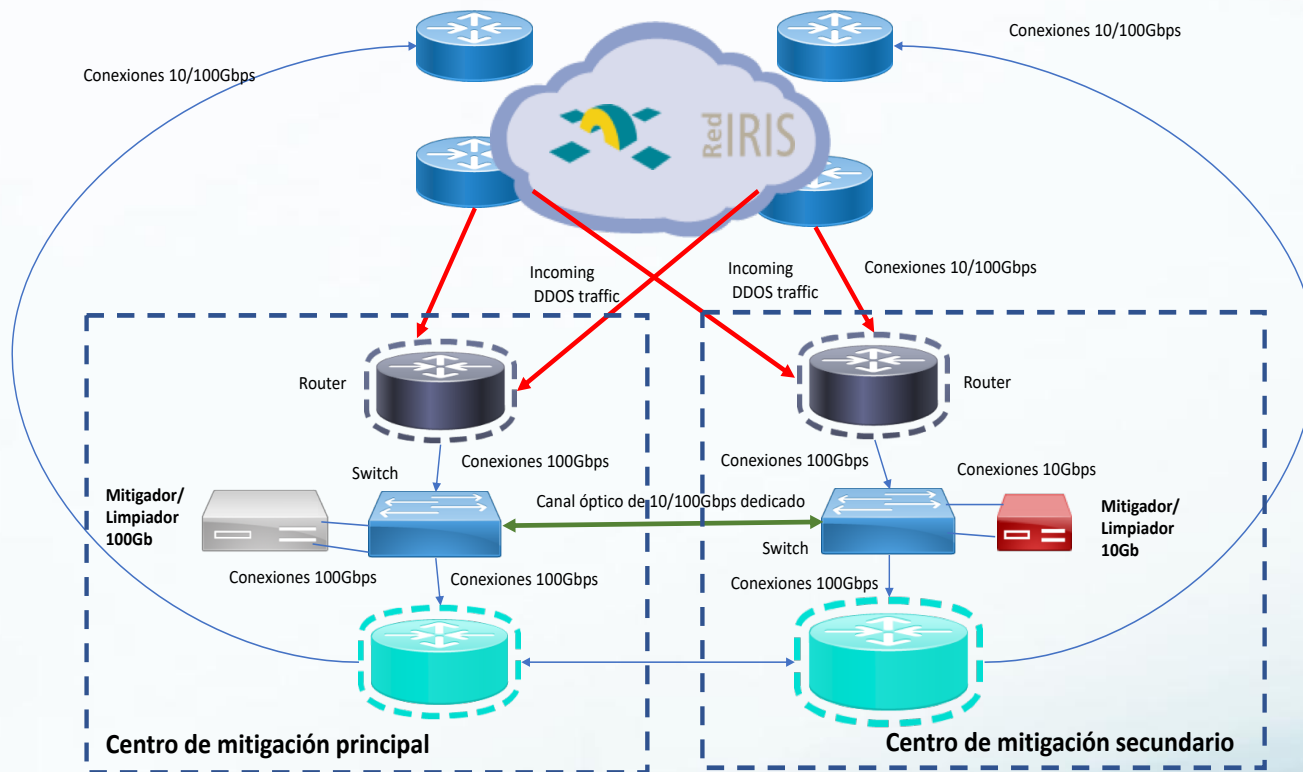 Conexiones 10/100Gbps
Conexiones 10/100Gbps
Red IRIS
Incoming
DDOS traffic
Incoming
DDOS traffic
Conexiones 10/100Gbps
Router
Router
Switch
Conexiones 100Gbps
Conexiones 100Gbps
Conexiones 10Gbps
Mitigador/
Limpiador
100Gb
Canal óptico de 10/100Gbps dedicado
Mitigador/
Limpiador
10Gb
Switch
Conexiones 100Gbps
Conexiones 100Gbps
Conexiones 100Gbps
Centro de mitigación principal
Centro de mitigación secundario